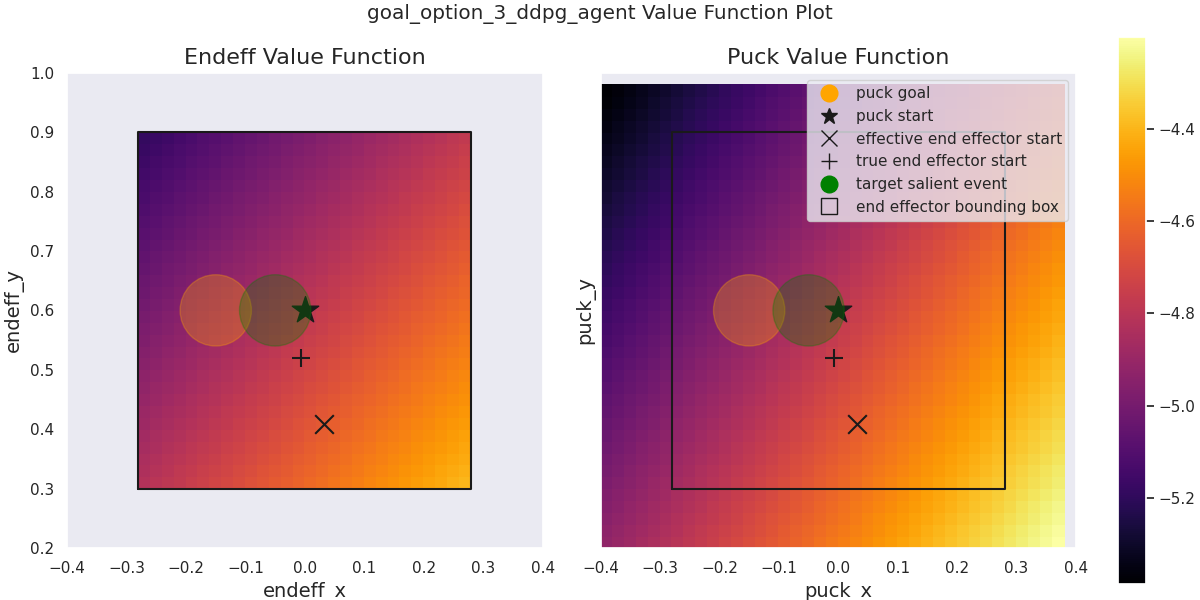 goal_option_3_ddpg_agent Value Function Plot
Endeff Value Function
1.0
0.9
0.8
0.7
0.6
0.5
0.4
0.3
0.2
endeff_y
−0.4 −0.3 −0.2 −0.1 0.0 0.1 0.2 0.3 0.4
endeff_x
Puck Value Function
puck goal
puck start
effective end effector start
true end effector start
target salient event
end effector bounding box
puck_y
−0.4 −0.3 −0.2 −0.1 0.0 0.1 0.2 0.3 0.4
puck_x
−4.4
−4.6
−4.8
−5.0
−5.2